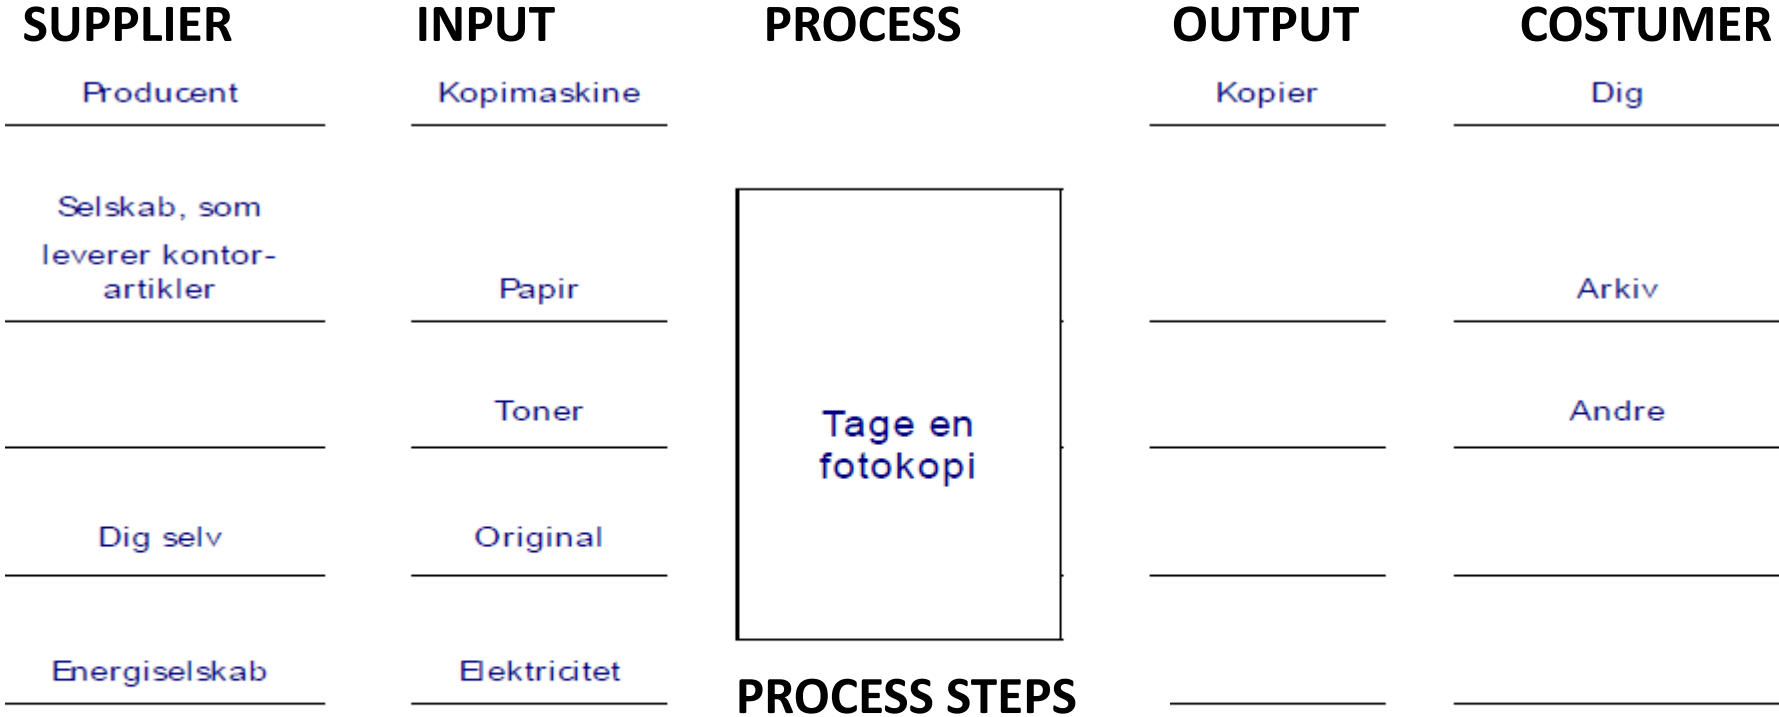 SUPPLIER INPUT PROCESS OUTPUT COSTUMER
Producent Kopimaskine Kopier Dig
Selskab, som
leverer kontor-
artikler Papir Arkiv
Toner Andre
Tage en
fotokopi
Dig selv Original
Energiselskab Elektricitet
PROCESS STEPS